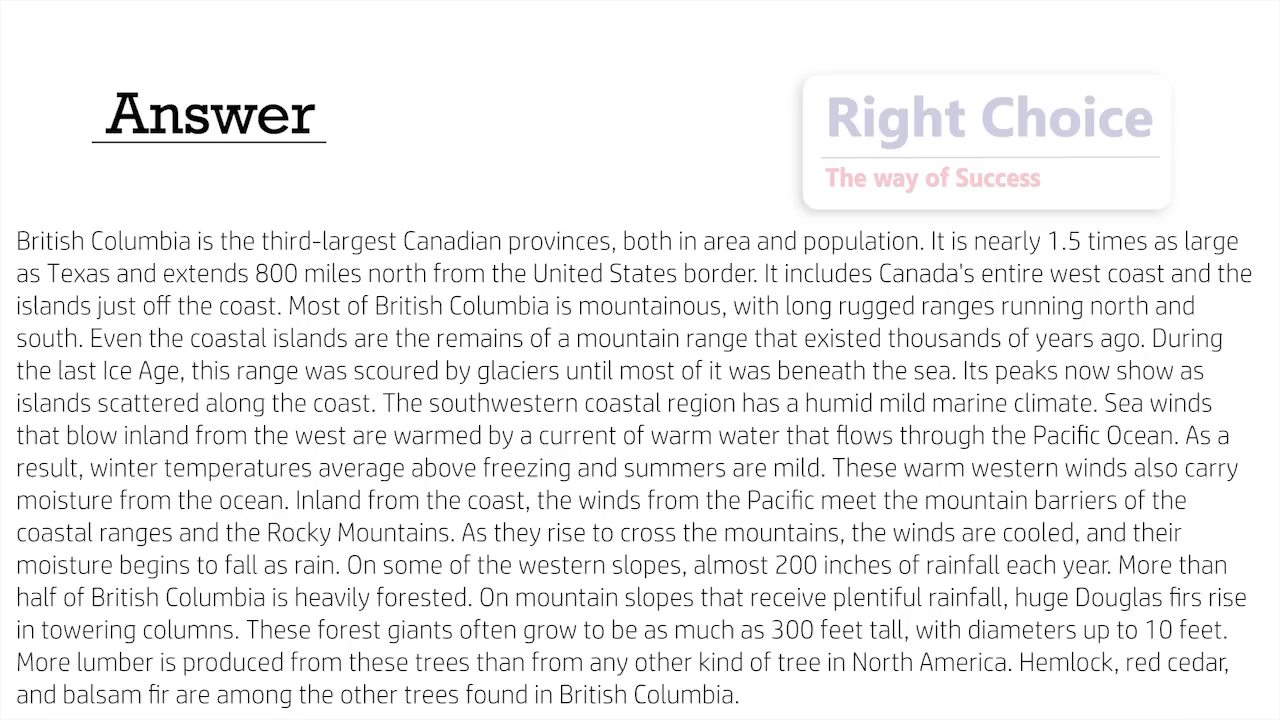 Answer
Right Choice
The way of Success
British Columbia is the third-largest Canadian provinces, both in area and population. It is nearly 1.5 times as large
as Texas and extends 800 miles north from the United States border. It includes Canada's entire west coast and the
islands just off the coast. Most of British Columbia is mountainous, with long rugged ranges running north and
south. Even the coastal islands are the remains of a mountain range that existed thousands of years ago. During
the last Ice Age, this range was scoured by glaciers until most of it was beneath the sea. Its peaks now show as
islands scattered along the coast. The southwestern coastal region has a humid mild marine climate. Sea winds
that blow inland from the west are warmed by a current of warm water that flows through the Pacific Ocean. As a
result, winter temperatures average above freezing and summers are mild. These warm western winds also carry
moisture from the ocean. Inland from the coast, the winds from the Pacific meet the mountain barriers of the
coastal ranges and the Rocky Mountains. As they rise to cross the mountains, the winds are cooled, and their
moisture begins to fall as rain. On some of the western slopes, almost 200 inches of rainfall each year. More than
half of British Columbia is heavily forested. On mountain slopes that receive plentiful rainfall, huge Douglas firs rise
in towering columns. These forest giants often grow to be as much as 300 feet tall, with diameters up to 10 feet.
More lumber is produced from these trees than from any other kind of tree in North America. Hemlock, red cedar,
and balsam fir are among the other trees found in British Columbia.